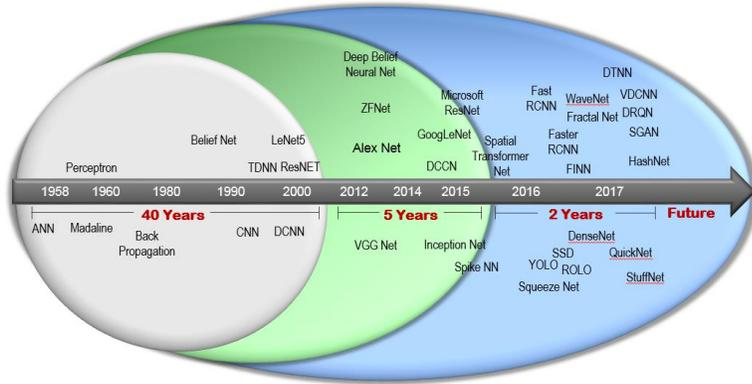 Deep Belief
Neural Net
DTNN
Microsoft
ResNet
Fast
RCNN
WaveNet
VDCNN
ZFNet
Fractal Net
DRQN
Belief Net
LeNet5
Alex Net
GoogLeNet
Spatial
Transformer
Net
Faster
RCNN
SGAN
Perceptron
TDNN
ResNET
DCCN
FINN
HashNet
1958
1960
1980
1990
2000
2012
2014
2015
2016
2017
40 Years
5 Years
2 Years
Future
ANN
Madaline
Back
Propagation
CNN
DCNN
VGG Net
Inception Net
Spike NN
DenseNet
SSD
QuickNet
YOLO
ROLO
StuffNet
Squeeze Net